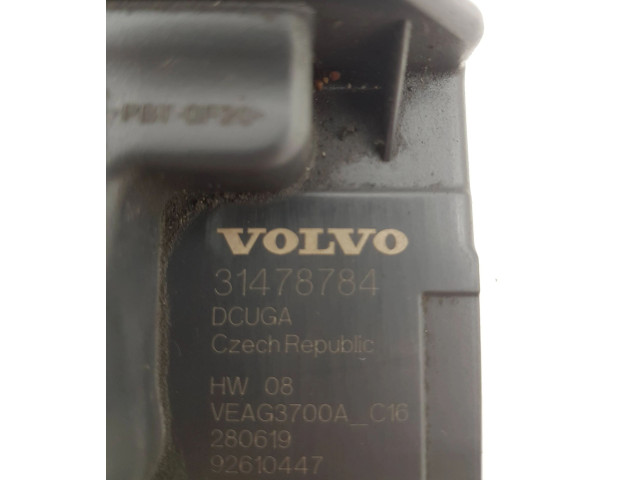 >PBT-GF30<
VOLVO
31478784
DCUGA
Czech Republic
HW 08
VEAG3700A_C16
280619
92610447